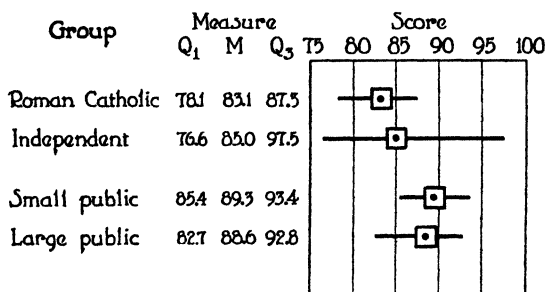 Group Measure Score
Q1 M Q3 75 80 85 90 95 100
Roman Catholic 78.1 83.1 87.3
Independent 76.6 85.0 97.5
Small public 85.4 89.3 93.4
Large public 82.7 88.6 92.8